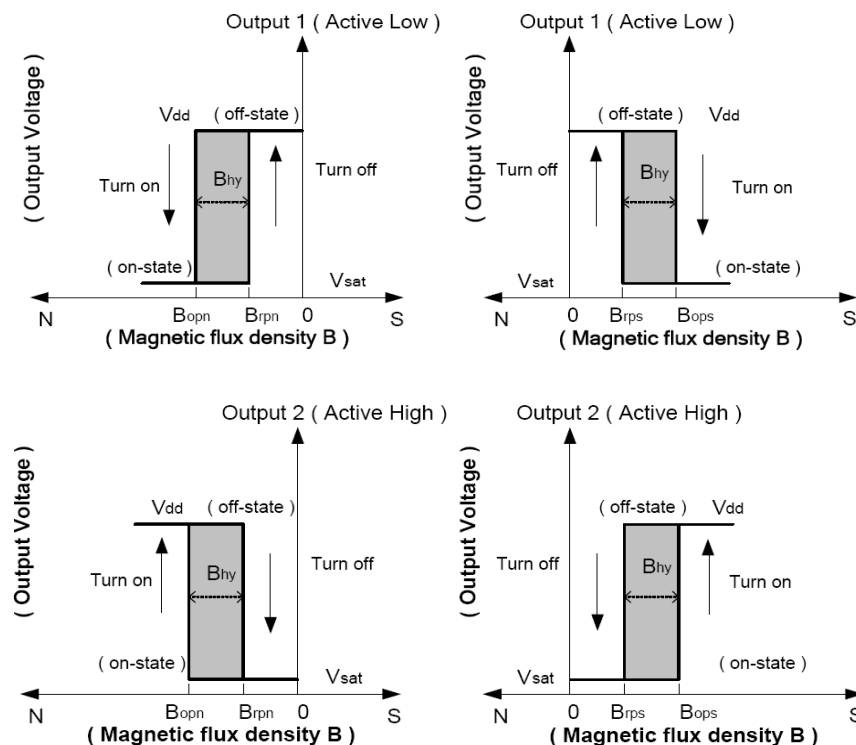 Output 1 ( Active Low )
( Output Voltage )
Vdd
( off-state )
Turn on
Bhy
Turn off
( on-state )
Vsat
N
Bopn
Brpn
0
S
( Magnetic flux density B )
Output 1 ( Active Low )
( Output Voltage )
( off-state )
Vdd
Turn off
Bhy
Turn on
Vsat
( on-state )
N
0
Brps
Bops
S
( Magnetic flux density B )
Output 2 ( Active High )
( Output Voltage )
Vdd
( off-state )
Turn on
Bhy
Turn off
( on-state )
Vsat
N
Bopn
Brpn
0
S
( Magnetic flux density B )
Output 2 ( Active High )
( Output Voltage )
( off-state )
Vdd
Turn off
Bhy
Turn on
( on-state )
Vsat
N
0
Brps
Bops
S
( Magnetic flux density B )